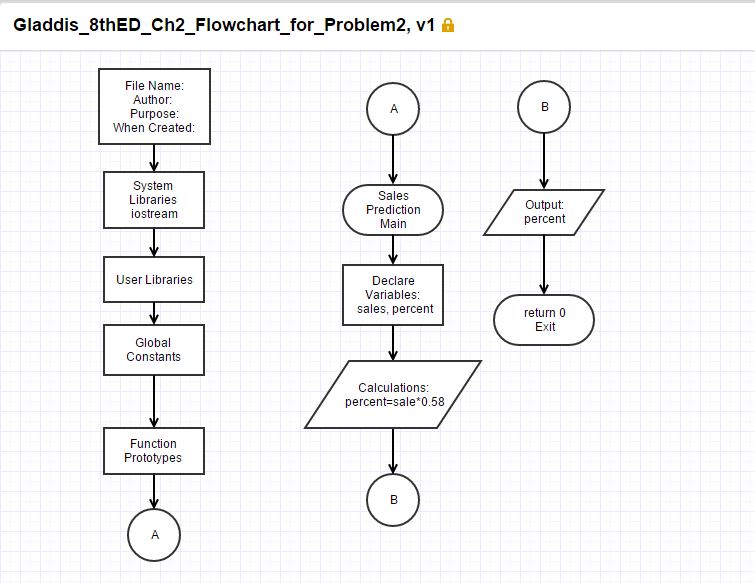 Gladdis_8thED_Ch2_Flowchart_for_Problem2, v1
File Name:
Author:
Purpose:
When Created:
System
Libraries
iostream
User Libraries
Global
Constants
Function
Prototypes
A
A
Sales
Prediction
Main
Declare
Variables:
sales, percent
Calculations:
percent=sale*0.58
B
B
Output:
percent
return 0
Exit